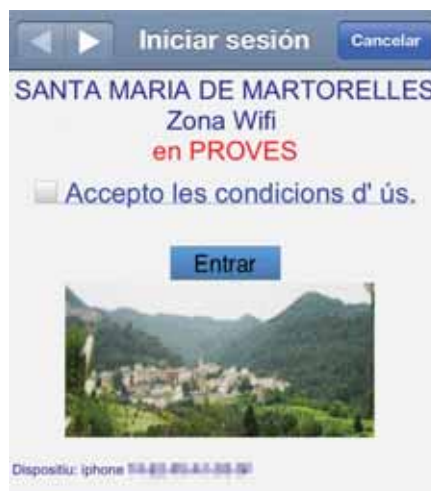 Iniciar sesión
Cancelar
SANTA MARIA DE MARTORELLES
Zona Wifi
en PROVES
Accepto les condicions d' ús.
Entrar
Dispositiu: iphone